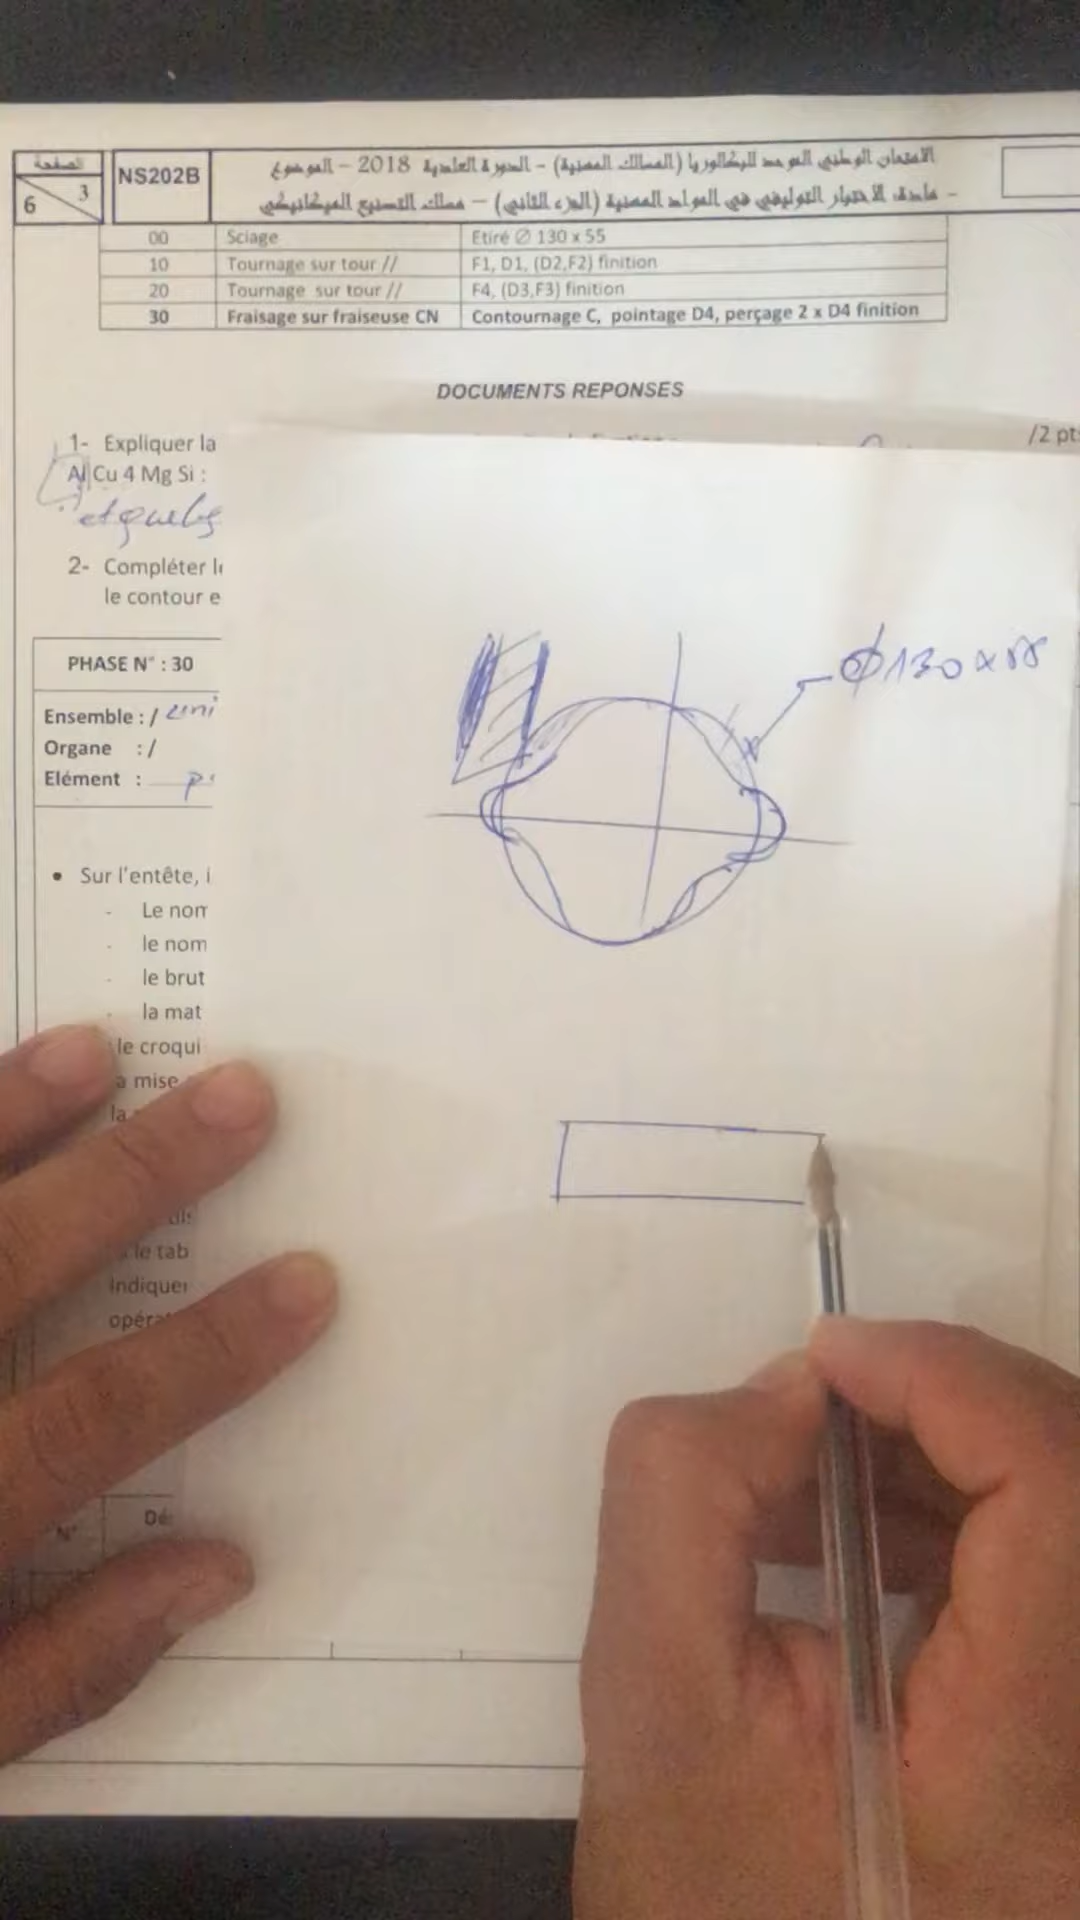 الصفحة
3
6
NS202B
الامتحان الوطني الموحد للبكالوريا (المسالك المهنية) – الدورة العادية 2018 – الموضوع
- مادة: الاختبار التوليفي في المواد المهنية (الجزء الثاني) – مسلك التصنيع الميكانيكي
00 Sciage Etiré ∅ 130 x 55
10 Tournage sur tour // F1, D1, (D2,F2) finition
20 Tournage sur tour // F4, (D3,F3) finition
30 Fraisage sur fraiseuse CN Contournage C, pointage D4, perçage 2 x D4 finition
DOCUMENTS REPONSES
1- Expliquer la
/2 pts
Al Cu 4 Mg Si :
2- Compléter le
le contour e
PHASE N° : 30
Ensemble : /
Organe : /
Elément :
• Sur l'entête, i
- Le nom
- le nom
- le brut
- la mat
le croqui
a mise
la
le tab
Indiquer
opérat
N° Dé
ϕ130 x